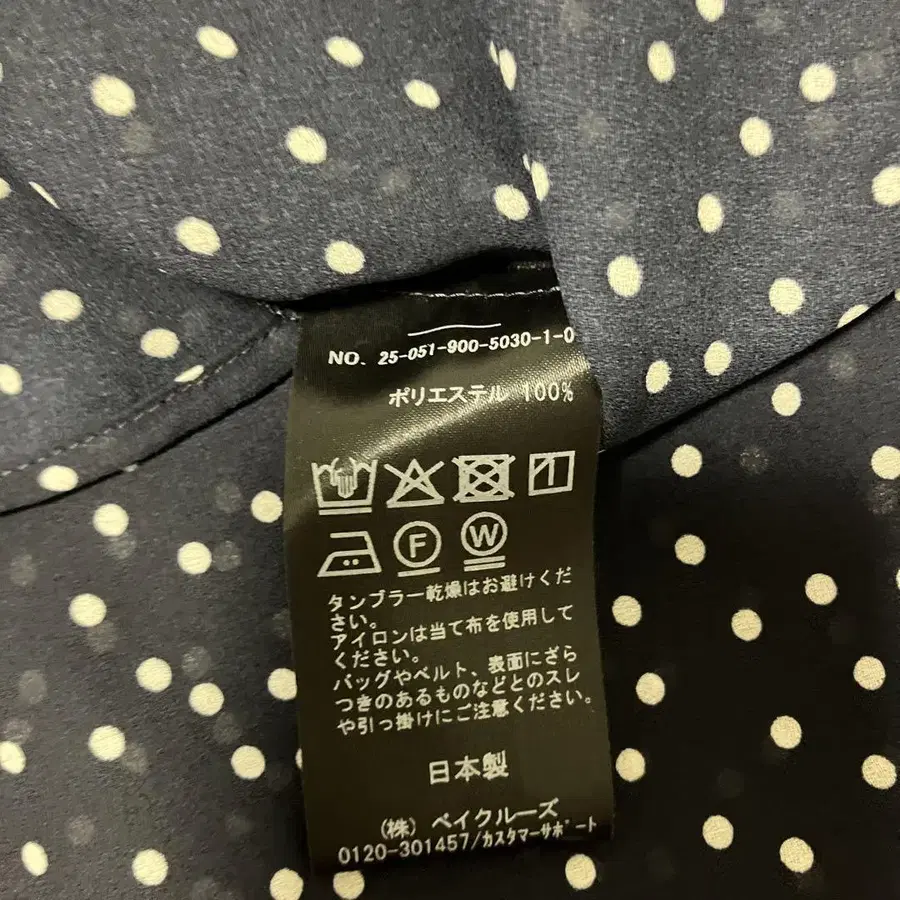 NO. 25-051-900-5030-1-0
ポリエステル 100%
F W
タンブラー乾燥はお避けくだ
さい。
アイロンは当て布を使用して
ください。
バッグやベルト、表面にざら
つきのあるものなどとのスレ
や引っ掛けにご注意ください。
日本製
(株) ベイクルーズ
0120-301457/カスタマーサポート